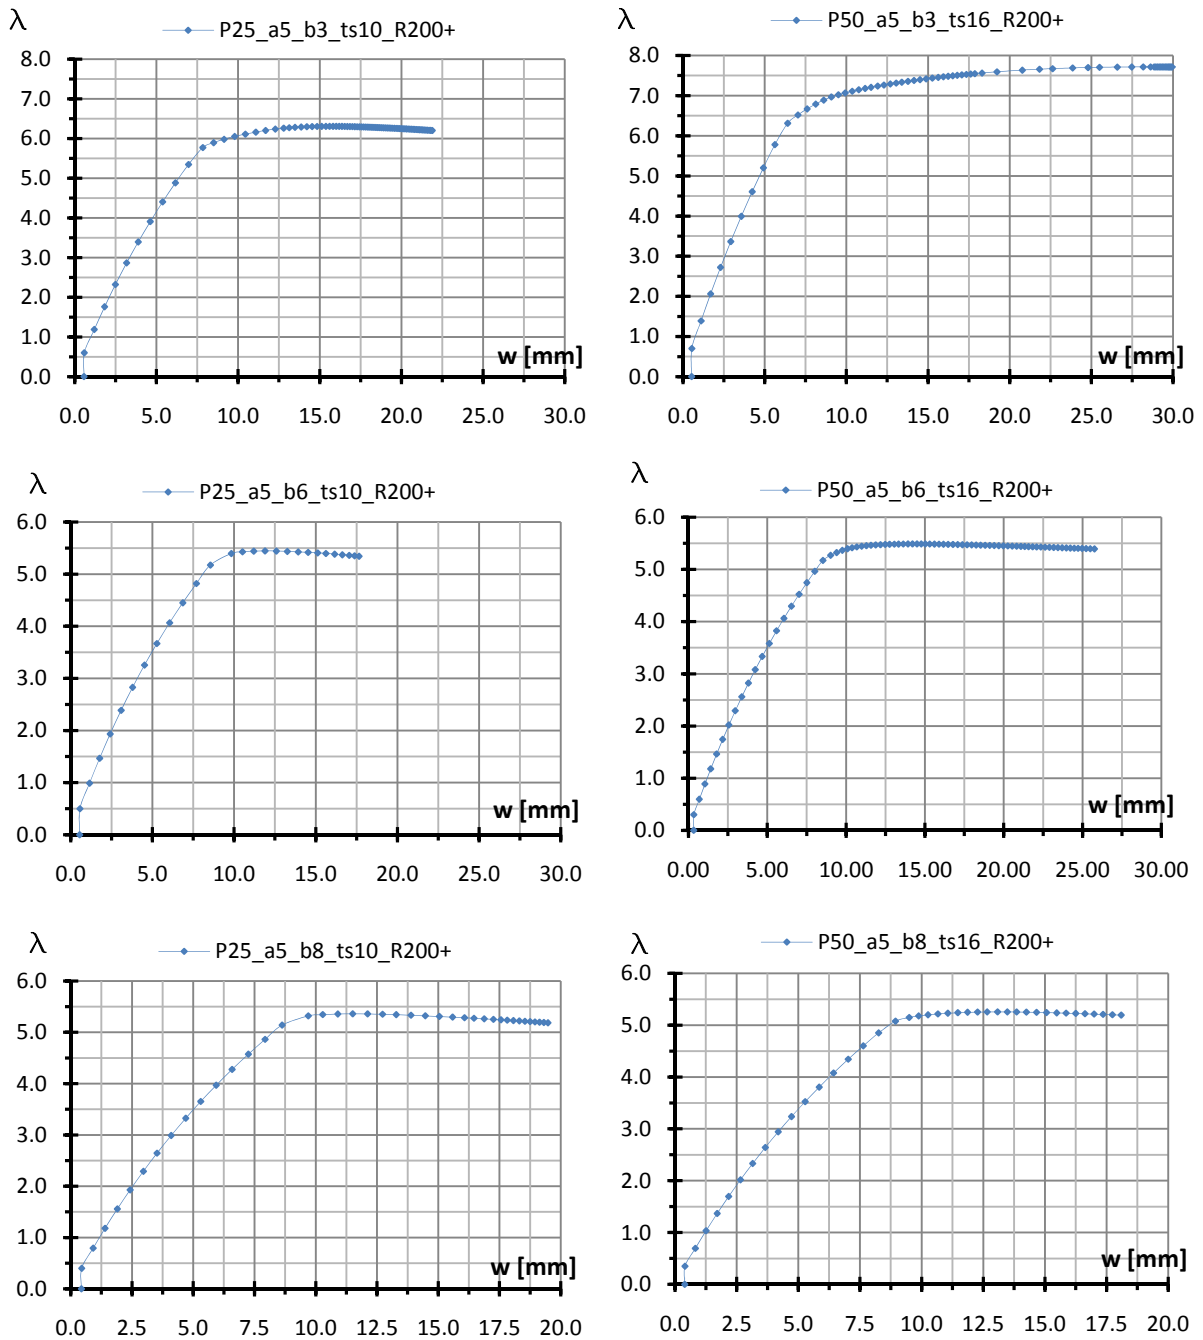 λ
P25_a5_b3_ts10_R200+
8.0
7.0
6.0
5.0
4.0
3.0
2.0
1.0
0.0
w [mm]
0.0 5.0 10.0 15.0 20.0 25.0 30.0
λ
P50_a5_b3_ts16_R200+
8.0
7.0
6.0
5.0
4.0
3.0
2.0
1.0
0.0
w [mm]
0.0 5.0 10.0 15.0 20.0 25.0 30.0
λ
P25_a5_b6_ts10_R200+
6.0
5.0
4.0
3.0
2.0
1.0
0.0
w [mm]
0.0 5.0 10.0 15.0 20.0 25.0 30.0
λ
P50_a5_b6_ts16_R200+
6.0
5.0
4.0
3.0
2.0
1.0
0.0
w [mm]
0.00 5.00 10.00 15.00 20.00 25.00 30.00
λ
P25_a5_b8_ts10_R200+
6.0
5.0
4.0
3.0
2.0
1.0
0.0
w [mm]
0.0 2.5 5.0 7.5 10.0 12.5 15.0 17.5 20.0
λ
P50_a5_b8_ts16_R200+
6.0
5.0
4.0
3.0
2.0
1.0
0.0
w [mm]
0.0 2.5 5.0 7.5 10.0 12.5 15.0 17.5 20.0